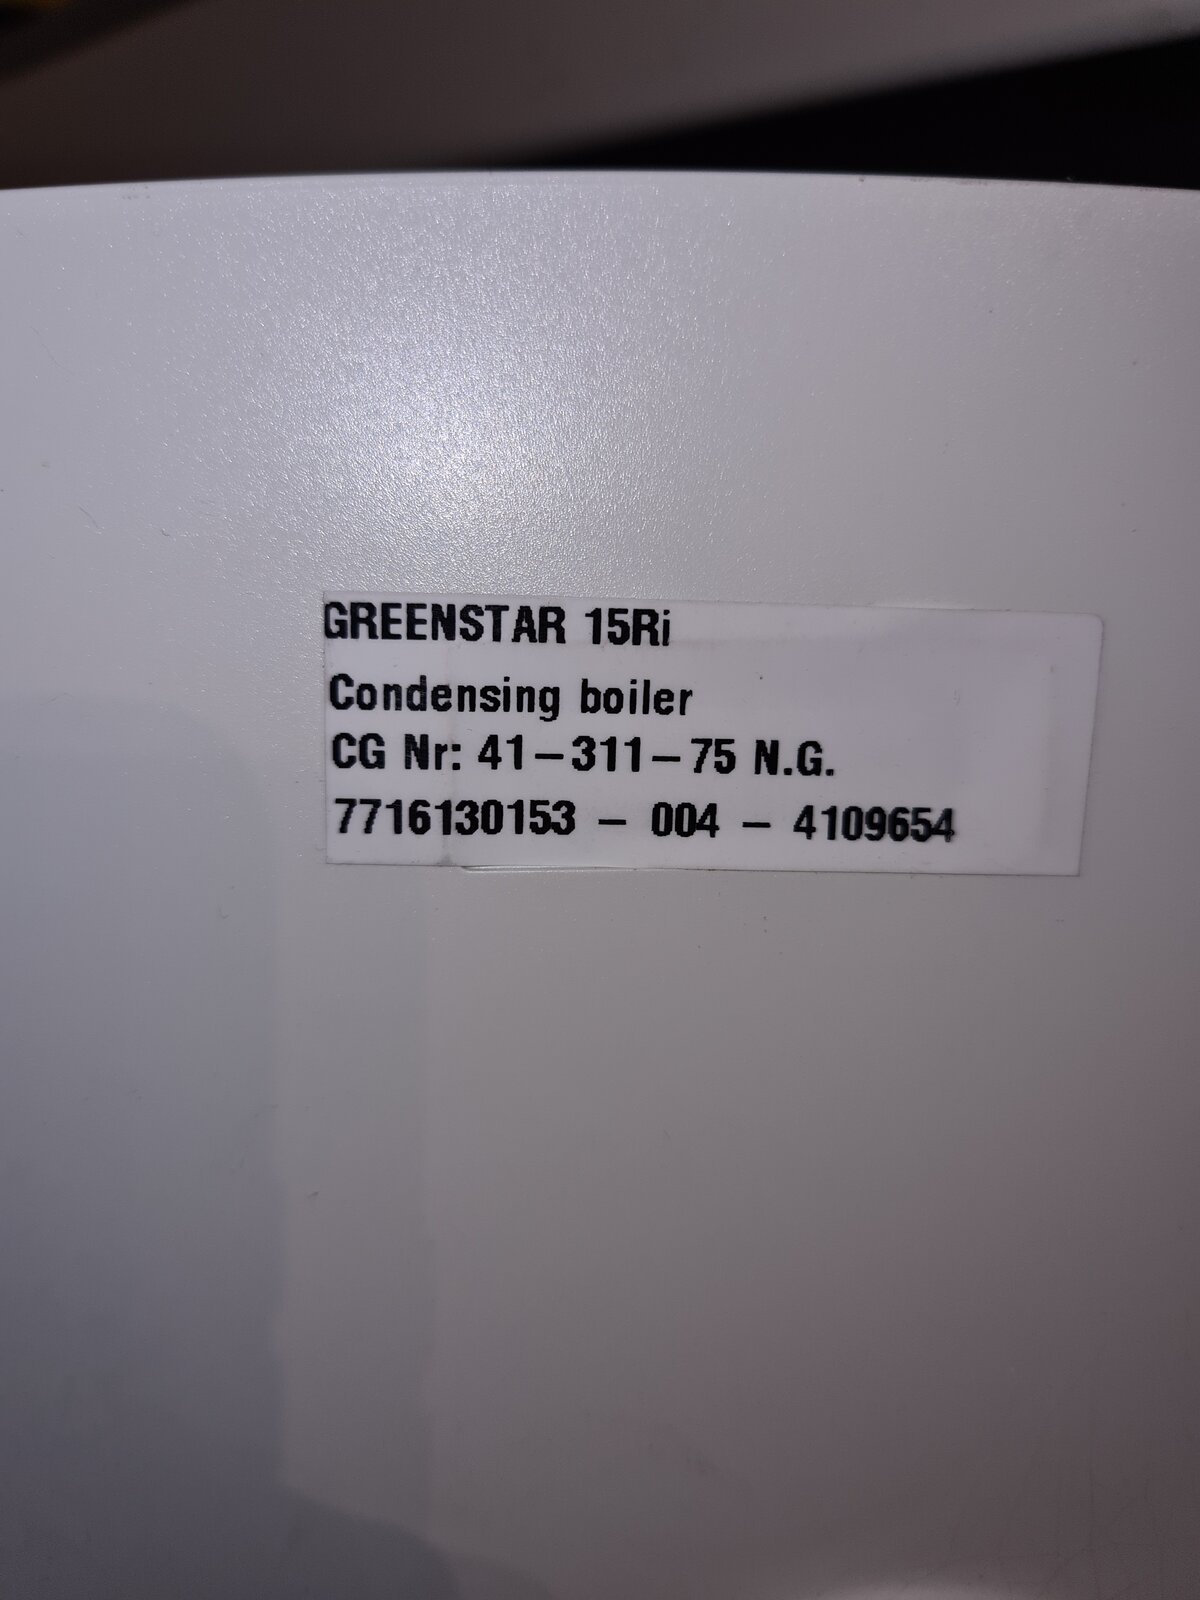 GREENSTAR 15Ri
Condensing boiler
CG Nr: 41-311-75 N.G.
7716130153 - 004 - 4109654